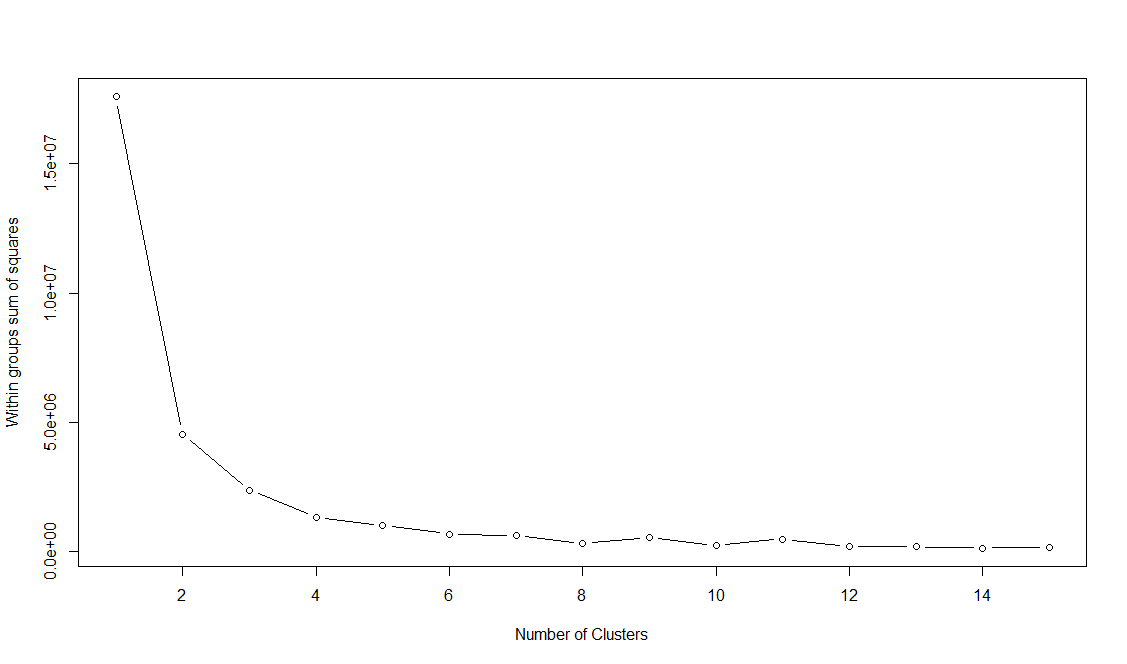 1.5e+07
1.0e+07
5.0e+06
0.0e+00
Within groups sum of squares
2 4 6 8 10 12 14
Number of Clusters